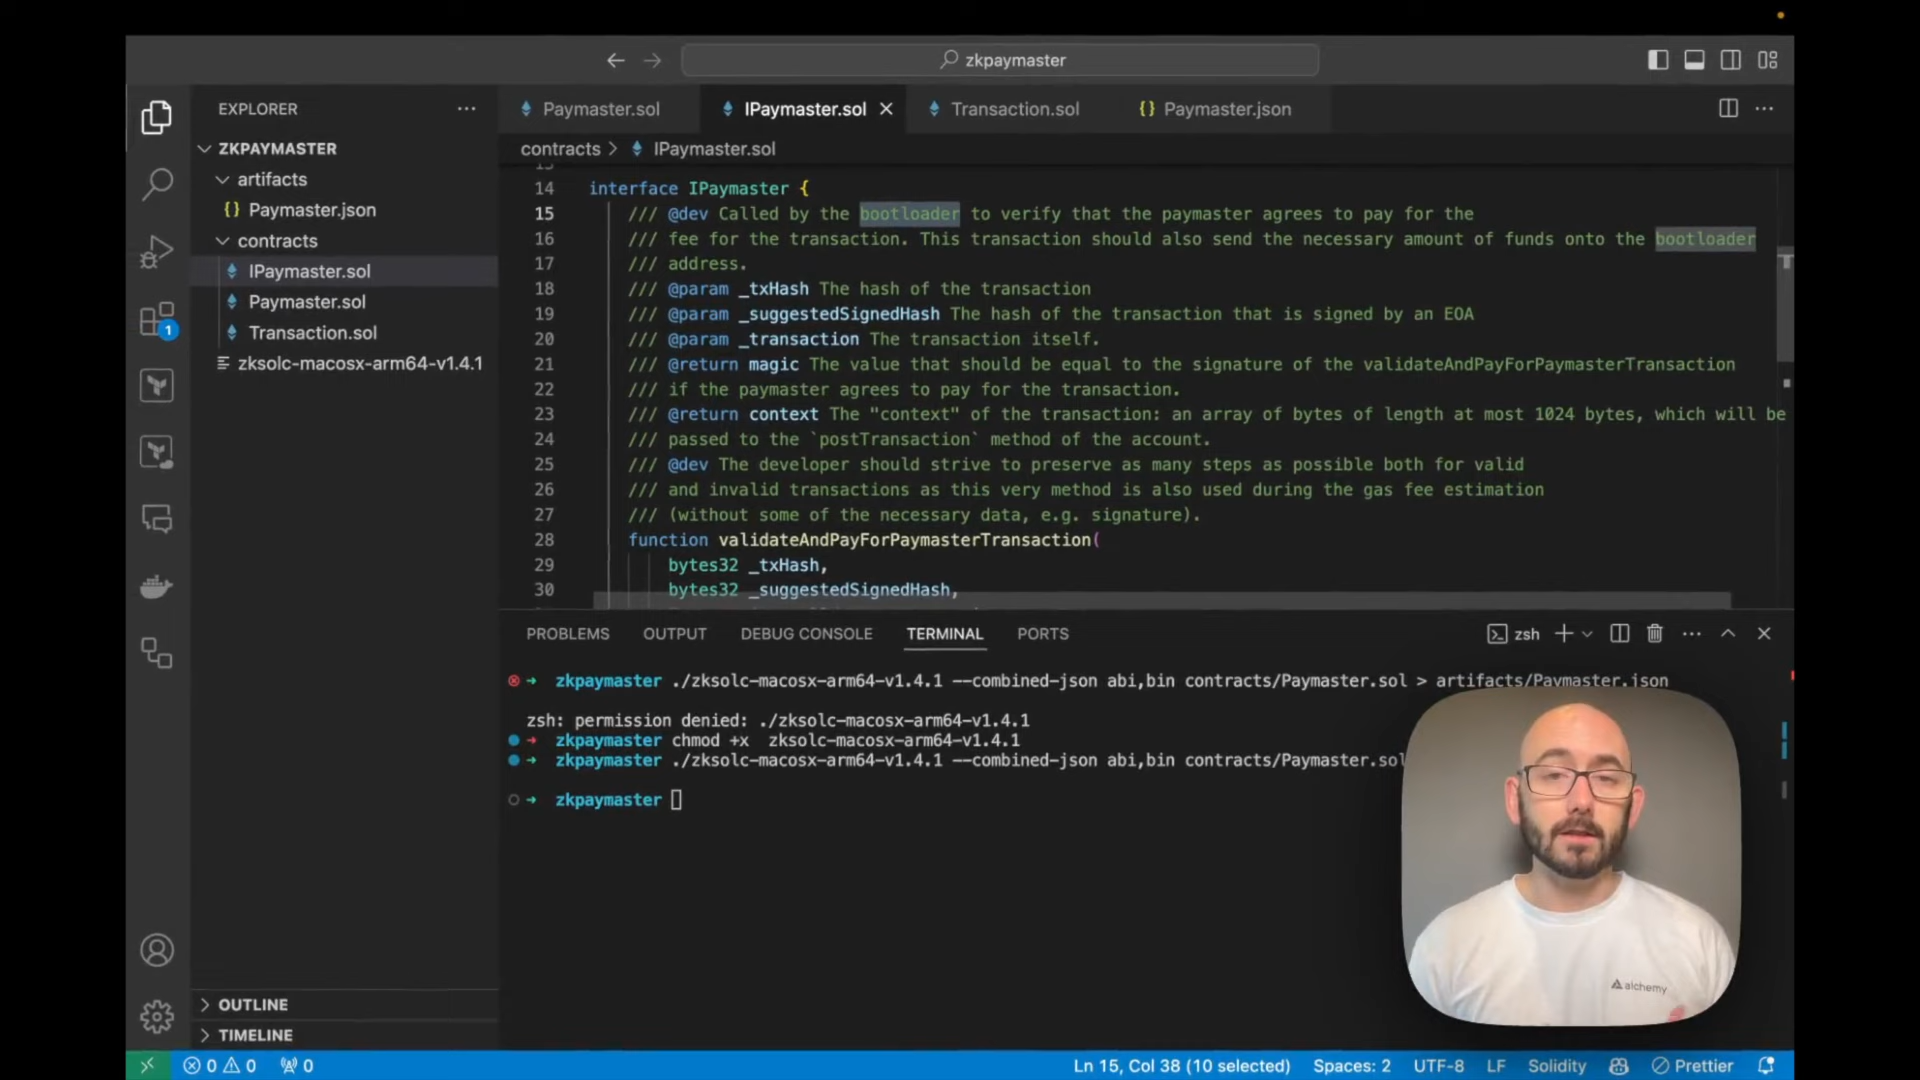 zkpaymaster
EXPLORER
Paymaster.sol
IPaymaster.sol
Transaction.sol
{} Paymaster.json
contracts > IPaymaster.sol
ZKPAYMASTER
artifacts
{} Paymaster.json
contracts
IPaymaster.sol
Paymaster.sol
Transaction.sol
zksolc-macosx-arm64-v1.4.1
1
14 interface IPaymaster {
15 /// @dev Called by the bootloader to verify that the paymaster agrees to pay for the
16 /// fee for the transaction. This transaction should also send the necessary amount of funds onto the bootloader
17 /// address.
18 /// @param _txHash The hash of the transaction
19 /// @param _suggestedSignedHash The hash of the transaction that is signed by an EOA
20 /// @param _transaction The transaction itself.
21 /// @return magic The value that should be equal to the signature of the validateAndPayForPaymasterTransaction
22 /// if the paymaster agrees to pay for the transaction.
23 /// @return context The "context" of the transaction: an array of bytes of length at most 1024 bytes, which will be
24 /// passed to the `postTransaction` method of the account.
25 /// @dev The developer should strive to preserve as many steps as possible both for valid
26 /// and invalid transactions as this very method is also used during the gas fee estimation
27 /// (without some of the necessary data, e.g. signature).
28 function validateAndPayForPaymasterTransaction(
29 bytes32 _txHash,
30 bytes32 _suggestedSignedHash,
PROBLEMS OUTPUT DEBUG CONSOLE TERMINAL PORTS
zsh
zkpaymaster ./zksolc-macosx-arm64-v1.4.1 --combined-json abi,bin contracts/Paymaster.sol > artifacts/Paymaster.json
zsh: permission denied: ./zksolc-macosx-arm64-v1.4.1
zkpaymaster chmod +x zksolc-macosx-arm64-v1.4.1
zkpaymaster ./zksolc-macosx-arm64-v1.4.1 --combined-json abi,bin contracts/Paymaster.sol
zkpaymaster
alchemy
OUTLINE
TIMELINE
0 0 0
Ln 15, Col 38 (10 selected) Spaces: 2 UTF-8 LF Solidity Prettier